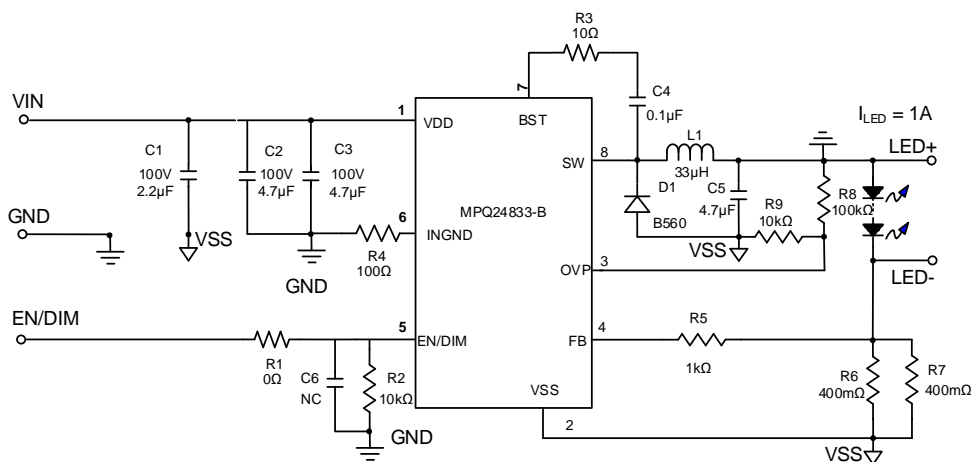 R3
10Ω
7
C4
0.1µF
VIN
1
VDD
BST
I_LED = 1A
LED+
C1
100V
2.2µF
C2
100V
4.7µF
C3
100V
4.7µF
SW
8
L1
33µH
D1
B560
C5
4.7µF
R9
10kΩ
R8
100kΩ
GND
VSS
6
INGND
MPQ24833-B
R4
100Ω
GND
VSS
OVP
3
LED-
EN/DIM
5
EN/DIM
FB
4
R5
1kΩ
R1
0Ω
C6
NC
R2
10kΩ
GND
VSS
2
R6
400mΩ
R7
400mΩ
VSS